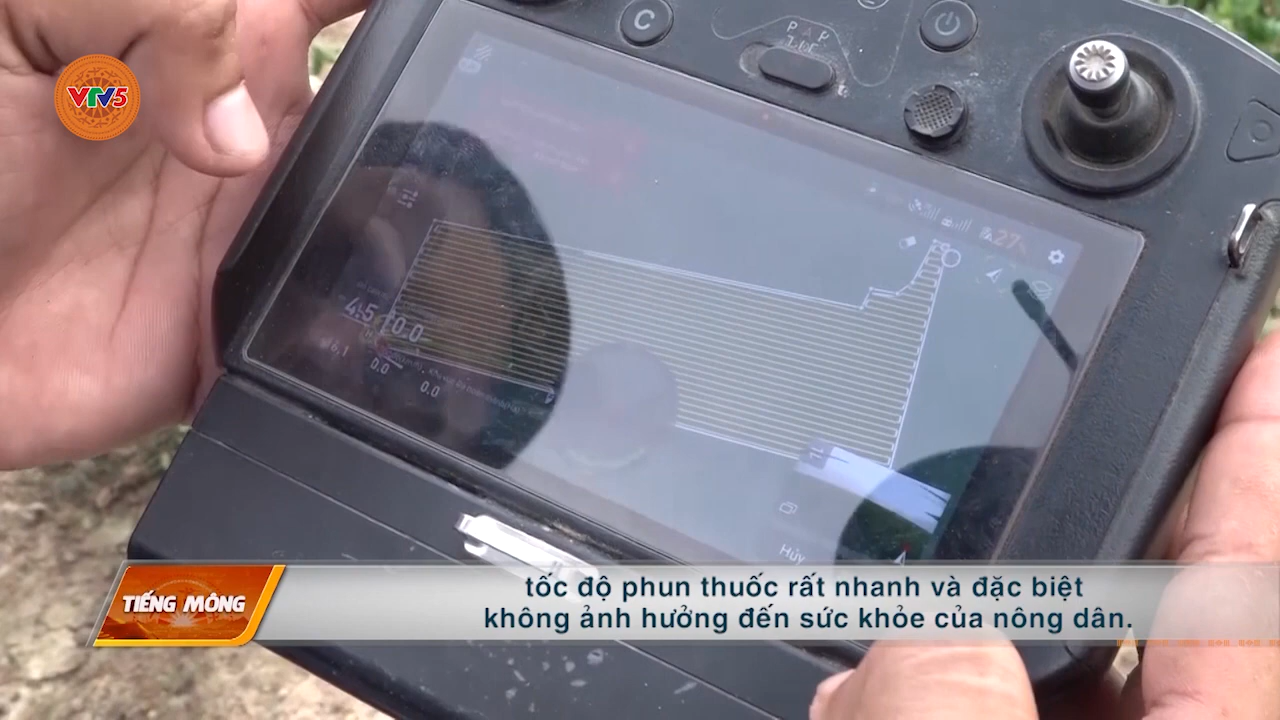 VTV5
C
27
4.5
0.0
0.0
0.0
Hủy
TIẾNG MÔNG
tốc độ phun thuốc rất nhanh và đặc biệt
không ảnh hưởng đến sức khỏe của nông dân.